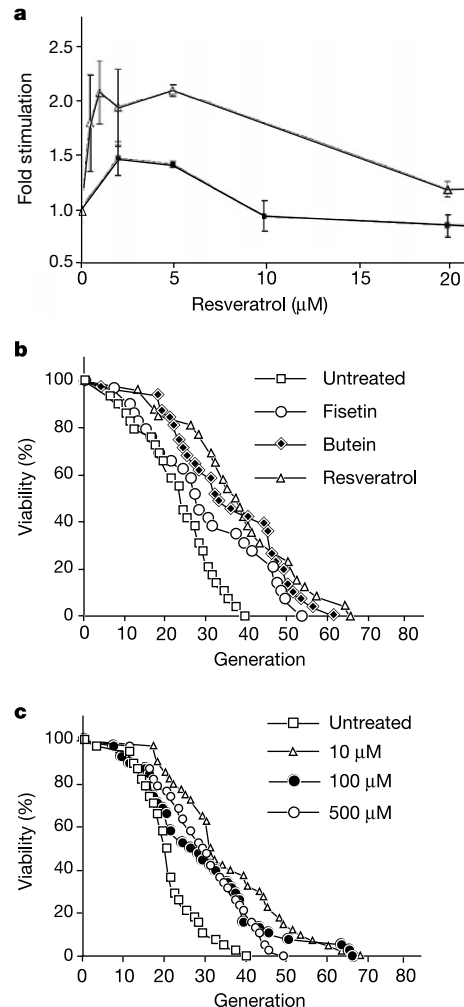 a
Fold stimulation
2.5
2.0
1.5
1.0
0.5
0 5 10 15 20
Resveratrol (µM)
b
Viability (%)
100
80
60
40
20
0
0 10 20 30 40 50 60 70 80
Generation
Untreated
Fisetin
Butein
Resveratrol
c
Viability (%)
100
80
60
40
20
0
0 10 20 30 40 50 60 70 80
Generation
Untreated
10 µM
100 µM
500 µM